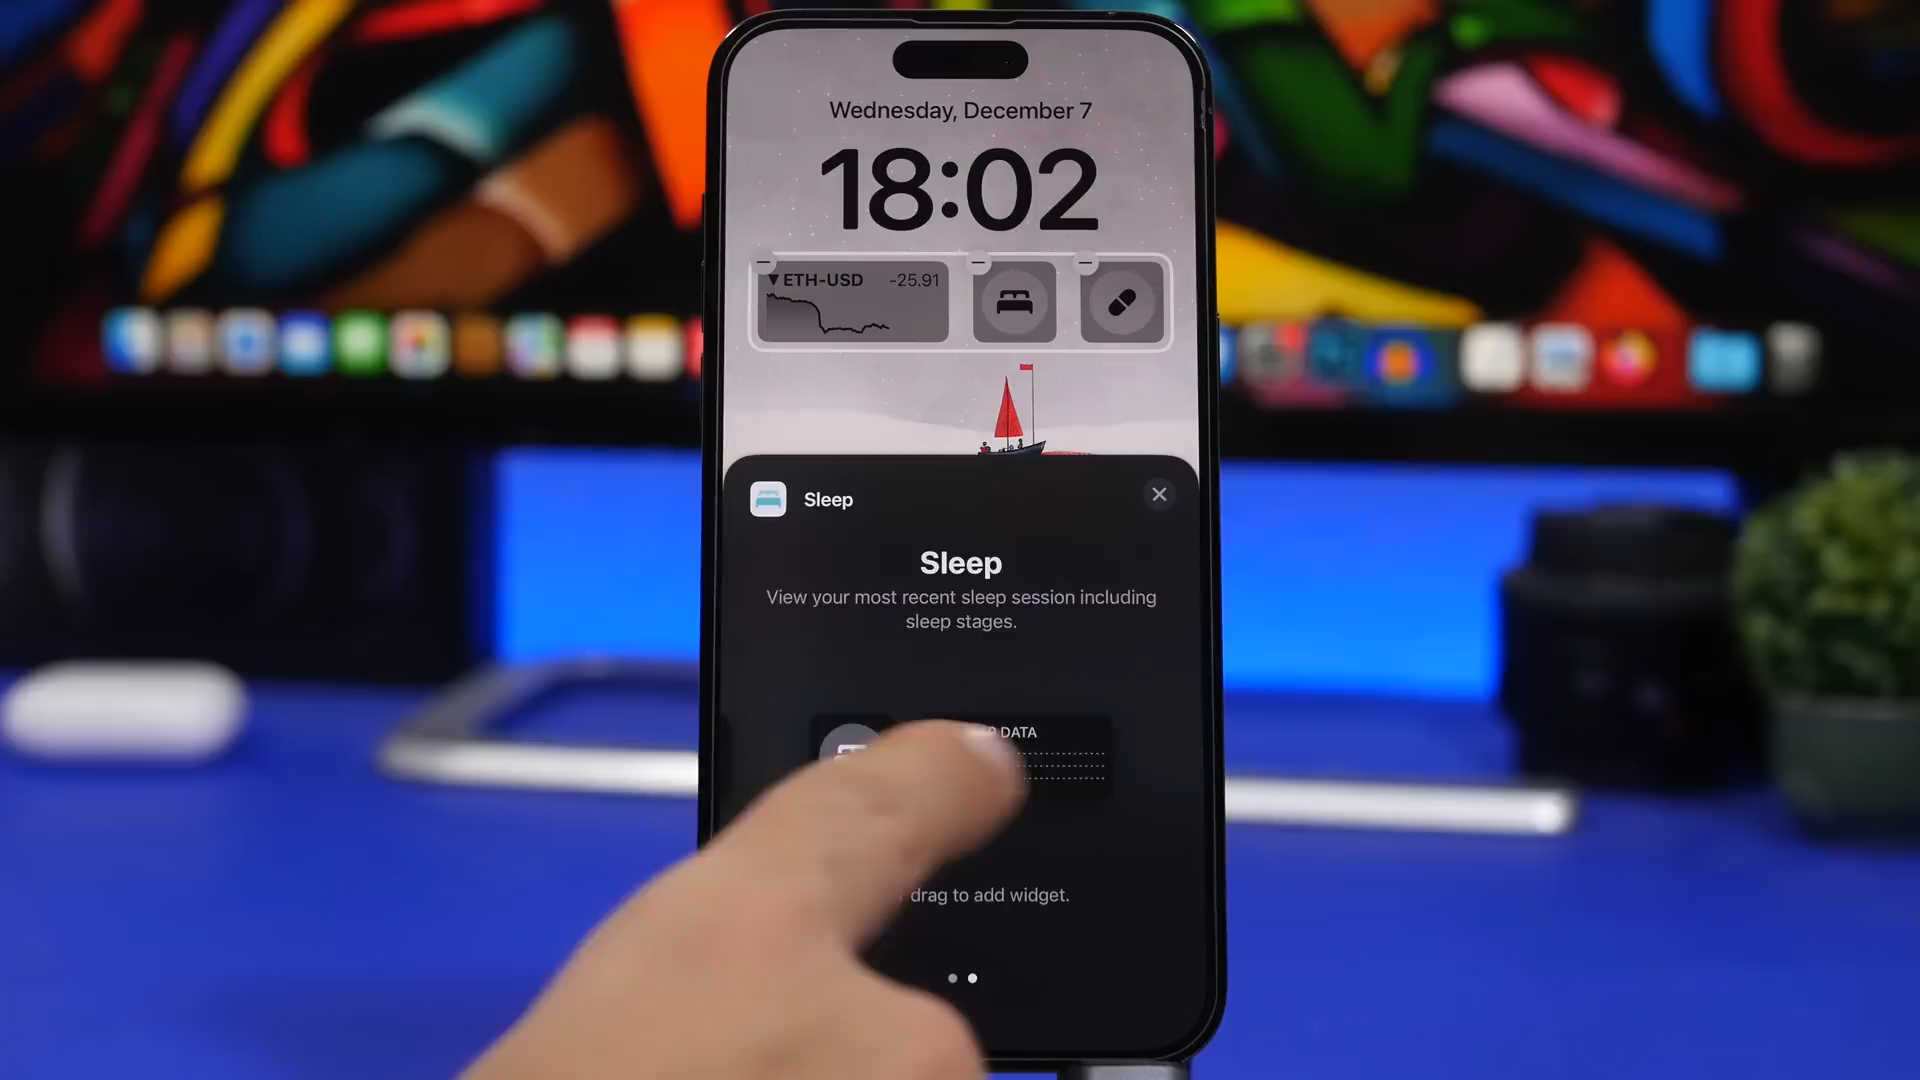 Wednesday, December 7
18:02
▼ETH-USD -25.91
Sleep
Sleep
View your most recent sleep session including
sleep stages.
DATA
drag to add widget.